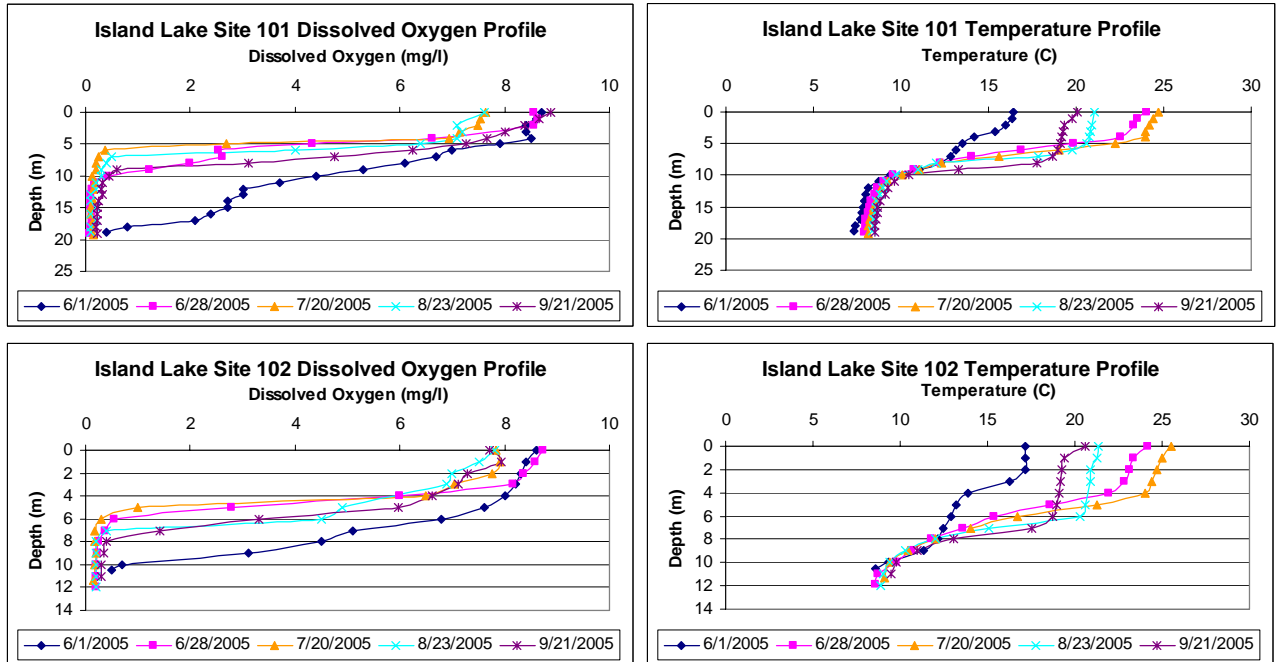 Island Lake Site 101 Dissolved Oxygen Profile
Dissolved Oxygen (mg/l)
0 2 4 6 8 10
0
5
10
15
20
25
Depth (m)
6/1/2005 6/28/2005 7/20/2005 8/23/2005 9/21/2005
Island Lake Site 101 Temperature Profile
Temperature (C)
0 5 10 15 20 25 30
0
5
10
15
20
25
Depth (m)
6/1/2005 6/28/2005 7/20/2005 8/23/2005 9/21/2005
Island Lake Site 102 Dissolved Oxygen Profile
Dissolved Oxygen (mg/l)
0 2 4 6 8 10
0
2
4
6
8
10
12
14
Depth (m)
6/1/2005 6/28/2005 7/20/2005 8/23/2005 9/21/2005
Island Lake Site 102 Temperature Profile
Temperature (C)
0 5 10 15 20 25 30
0
2
4
6
8
10
12
14
Depth (m)
6/1/2005 6/28/2005 7/20/2005 8/23/2005 9/21/2005